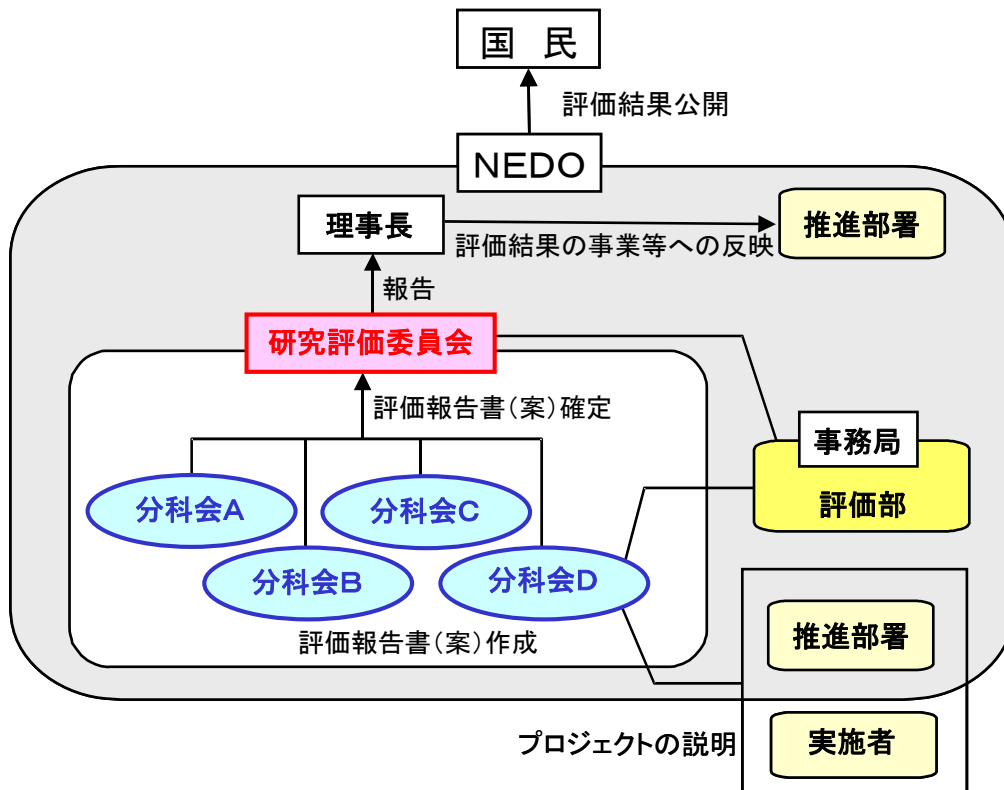 国　民
評価結果公開
NEDO
理事長
推進部署
評価結果の事業等への反映
報告
研究評価委員会
評価報告書(案)確定
事務局
評価部
分科会A
分科会C
分科会B
分科会D
評価報告書(案)作成
推進部署
プロジェクトの説明
実施者